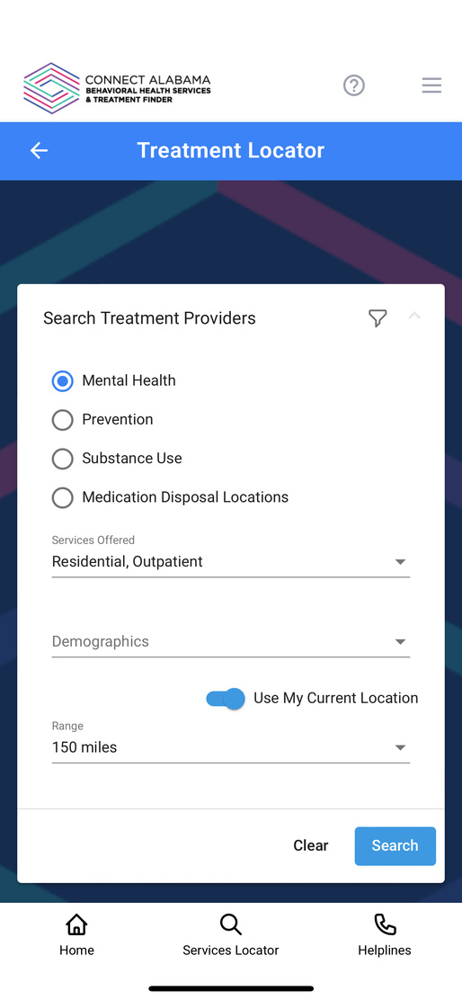 CONNECT ALABAMA
BEHAVIORAL HEALTH SERVICES
& TREATMENT FINDER
Treatment Locator
Search Treatment Providers
Mental Health
Prevention
Substance Use
Medication Disposal Locations
Services Offered
Residential, Outpatient
Demographics
Use My Current Location
Range
150 miles
Clear
Search
Home
Services Locator
Helplines